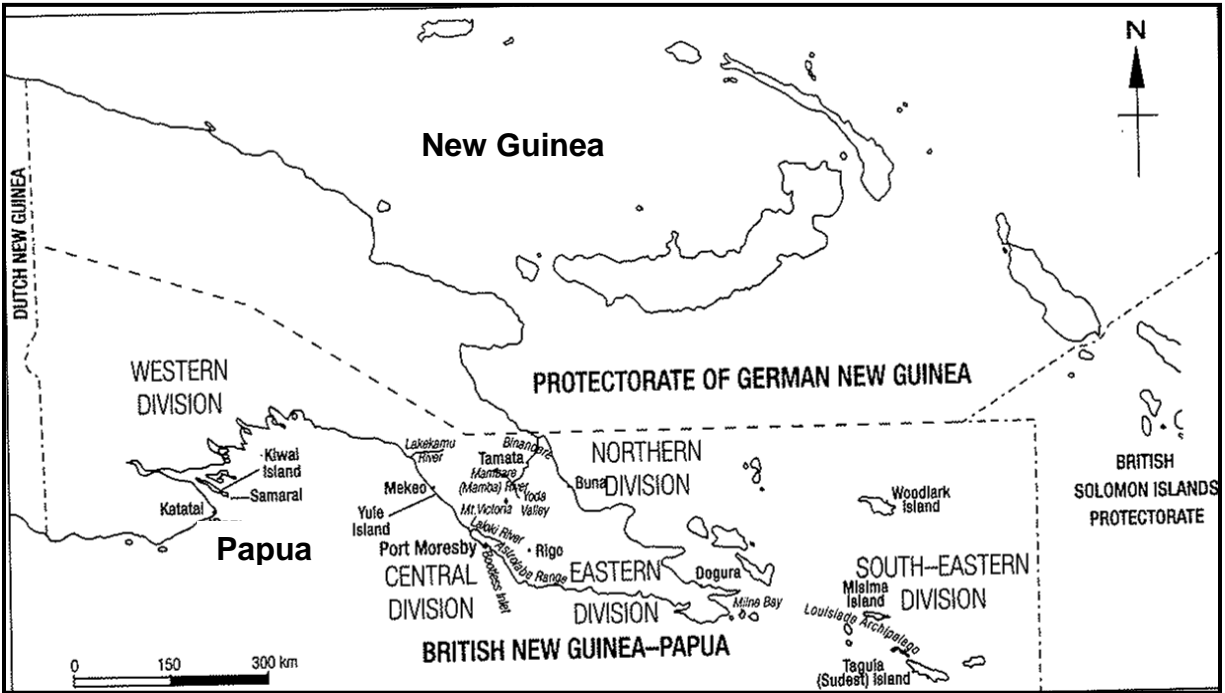 N
New Guinea
DUTCH NEW GUINEA
PROTECTORATE OF GERMAN NEW GUINEA
WESTERN
DIVISION
Kiwai
Island
Samarai
Katatai
Papua
Lakekamu
River
Mekeo
Yule
Island
Binandere
Tamata
Mambare
(Mamba) River
Yoda
Valley
Mt. Victoria
Buna
NORTHERN
DIVISION
Laloki River
Port Moresby
Astrolabe Range
Rigo
Bootless Inlet
CENTRAL
DIVISION
EASTERN
DIVISION
Dogura
Milne Bay
Woodlark
Island
SOUTH–EASTERN
DIVISION
Misima
Island
Louisiade Archipelago
Tagula
(Sudest) Island
BRITISH
SOLOMON ISLANDS
PROTECTORATE
BRITISH NEW GUINEA–PAPUA
0 150 300 km